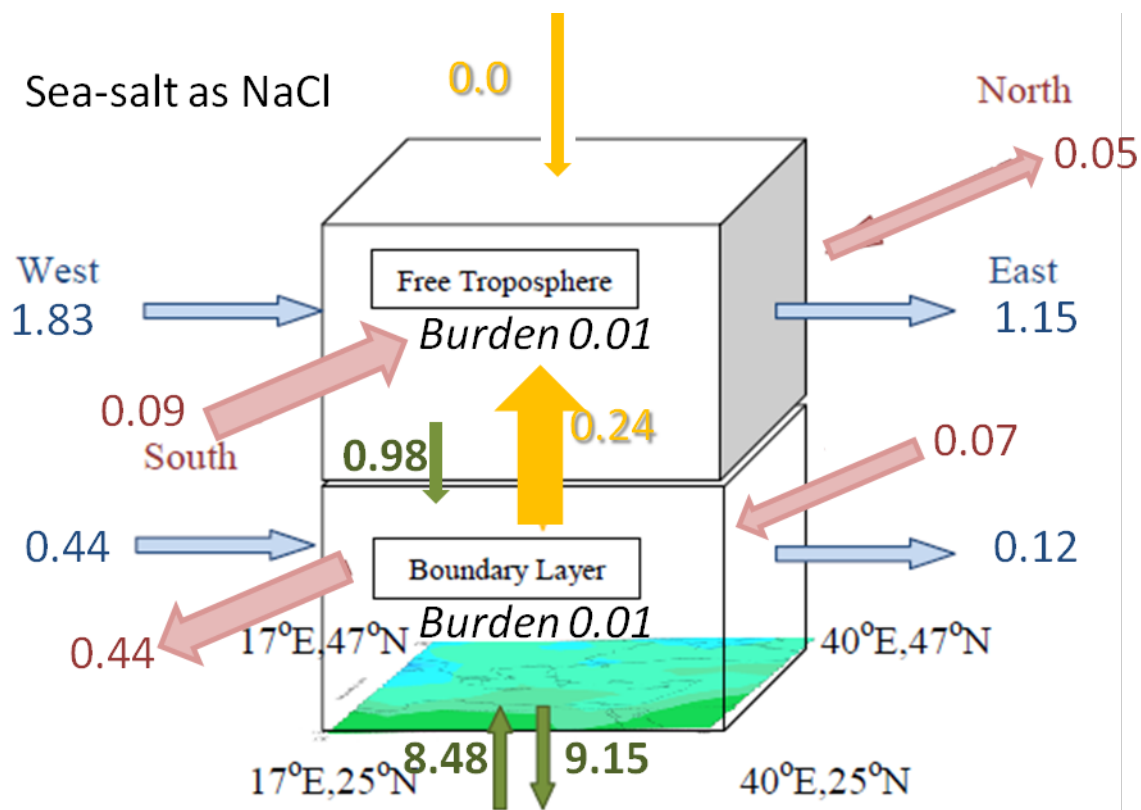 0.0
Sea-salt as NaCl
North
0.05
West
East
1.83
1.15
Free Troposphere
Burden 0.01
0.09
0.24
0.07
South
0.98
0.44
0.12
Boundary Layer
Burden 0.01
17°E,47°N
40°E,47°N
0.44
8.48
9.15
17°E,25°N
40°E,25°N